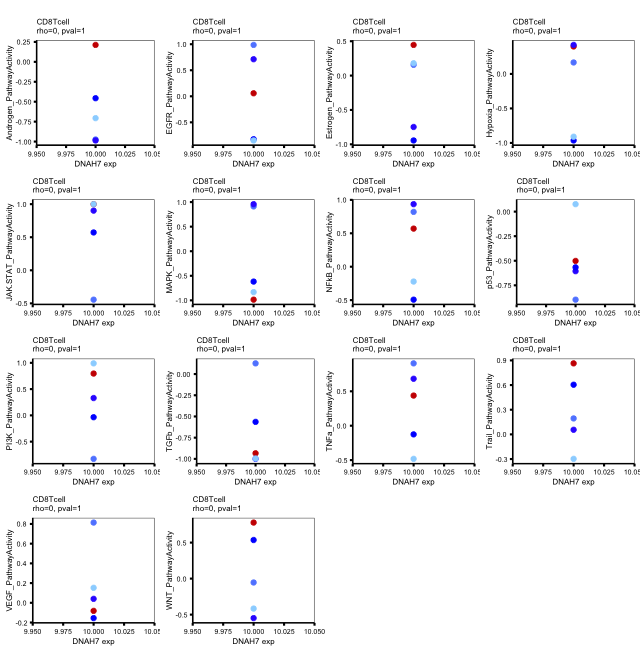 CD8Tcell
rho=0, pval=1
Androgen_PathwayActivity
0.25
0.00
-0.25
-0.50
-0.75
-1.00
9.950 9.975 10.000 10.025 10.05
DNAH7 exp
CD8Tcell
rho=0, pval=1
EGFR_PathwayActivity
1.0
0.5
0.0
-0.5
9.950 9.975 10.000 10.025 10.05
DNAH7 exp
CD8Tcell
rho=0, pval=1
Estrogen_PathwayActivity
0.5
0.0
-0.5
-1.0
9.950 9.975 10.000 10.025 10.05
DNAH7 exp
CD8Tcell
rho=0, pval=1
Hypoxia_PathwayActivity
0.0
-0.5
-1.0
9.950 9.975 10.000 10.025 10.05
DNAH7 exp
CD8Tcell
rho=0, pval=1
JAK.STAT_PathwayActivity
1.0
0.5
0.0
-0.5
9.950 9.975 10.000 10.025 10.05
DNAH7 exp
CD8Tcell
rho=0, pval=1
MAPK_PathwayActivity
1.0
0.5
0.0
-0.5
-1.0
9.950 9.975 10.000 10.025 10.05
DNAH7 exp
CD8Tcell
rho=0, pval=1
NFkB_PathwayActivity
1.0
0.5
0.0
-0.5
9.950 9.975 10.000 10.025 10.05
DNAH7 exp
CD8Tcell
rho=0, pval=1
p53_PathwayActivity
0.00
-0.25
-0.50
-0.75
9.950 9.975 10.000 10.025 10.05
DNAH7 exp
CD8Tcell
rho=0, pval=1
PI3K_PathwayActivity
1.0
0.5
0.0
-0.5
9.950 9.975 10.000 10.025 10.05
DNAH7 exp
CD8Tcell
rho=0, pval=1
TGFb_PathwayActivity
0.00
-0.25
-0.50
-0.75
-1.00
9.950 9.975 10.000 10.025 10.05
DNAH7 exp
CD8Tcell
rho=0, pval=1
TNFa_PathwayActivity
0.5
0.0
-0.5
9.950 9.975 10.000 10.025 10.05
DNAH7 exp
CD8Tcell
rho=0, pval=1
Trail_PathwayActivity
0.9
0.6
0.3
0.0
-0.3
9.950 9.975 10.000 10.025 10.05
DNAH7 exp
CD8Tcell
rho=0, pval=1
VEGF_PathwayActivity
0.8
0.6
0.4
0.2
0.0
-0.2
9.950 9.975 10.000 10.025 10.05
DNAH7 exp
CD8Tcell
rho=0, pval=1
WNT_PathwayActivity
0.5
0.0
-0.5
9.950 9.975 10.000 10.025 10.050
DNAH7 exp